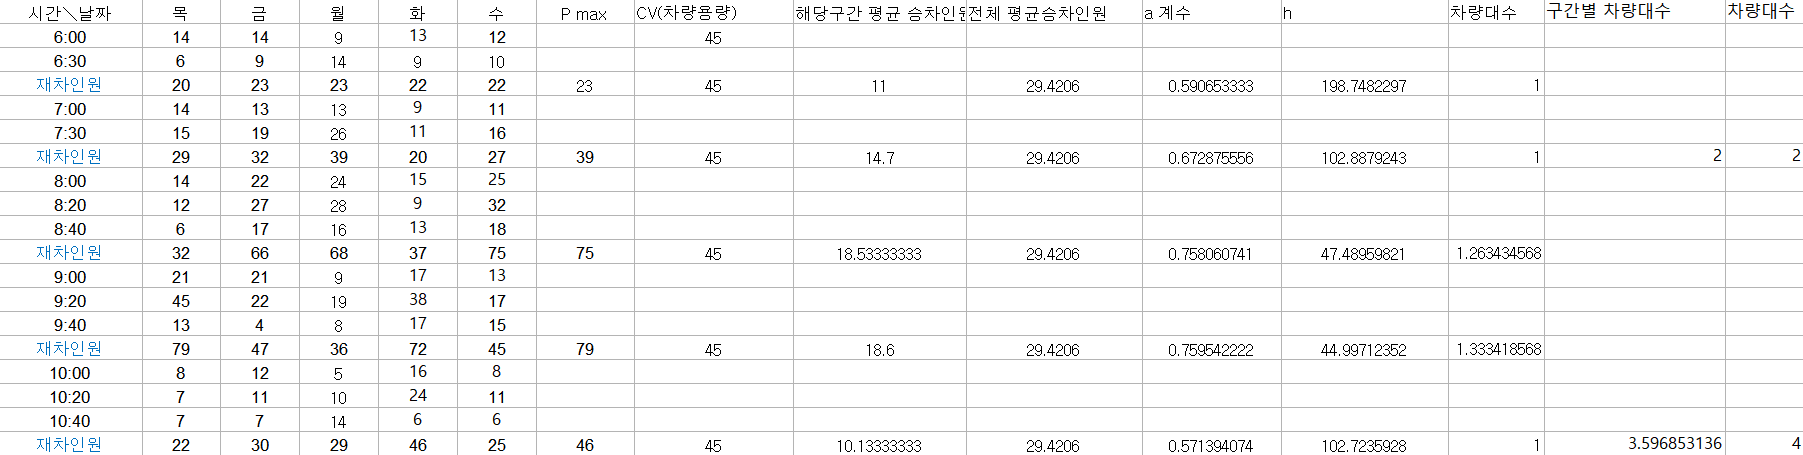 시간＼날짜 목 금 월 화 수 P max CV(차량용량) 해당구간 평균 승차인원 전체 평균승차인원 a 계수 h 차량대수 구간별 차량대수 차량대수
6:00 14 14 9 13 12 45
6:30 6 9 14 9 10
재차인원 20 23 23 22 22 23 45 11 29.4206 0.590653333 198.7482297 1
7:00 14 13 13 9 11
7:30 15 19 26 11 16
재차인원 29 32 39 20 27 39 45 14.7 29.4206 0.672875556 102.8879243 1 2 2
8:00 14 22 24 15 25
8:20 12 27 28 9 32
8:40 6 17 16 13 18
재차인원 32 66 68 37 75 75 45 18.53333333 29.4206 0.758060741 47.48959821 1.263434568
9:00 21 21 9 17 13
9:20 45 22 19 38 17
9:40 13 4 8 17 15
재차인원 79 47 36 72 45 79 45 18.6 29.4206 0.759542222 44.99712352 1.333418568
10:00 8 12 5 16 8
10:20 7 11 10 24 11
10:40 7 7 14 6 6
재차인원 22 30 29 46 25 46 45 10.13333333 29.4206 0.571394074 102.7235928 1 3.596853136 4